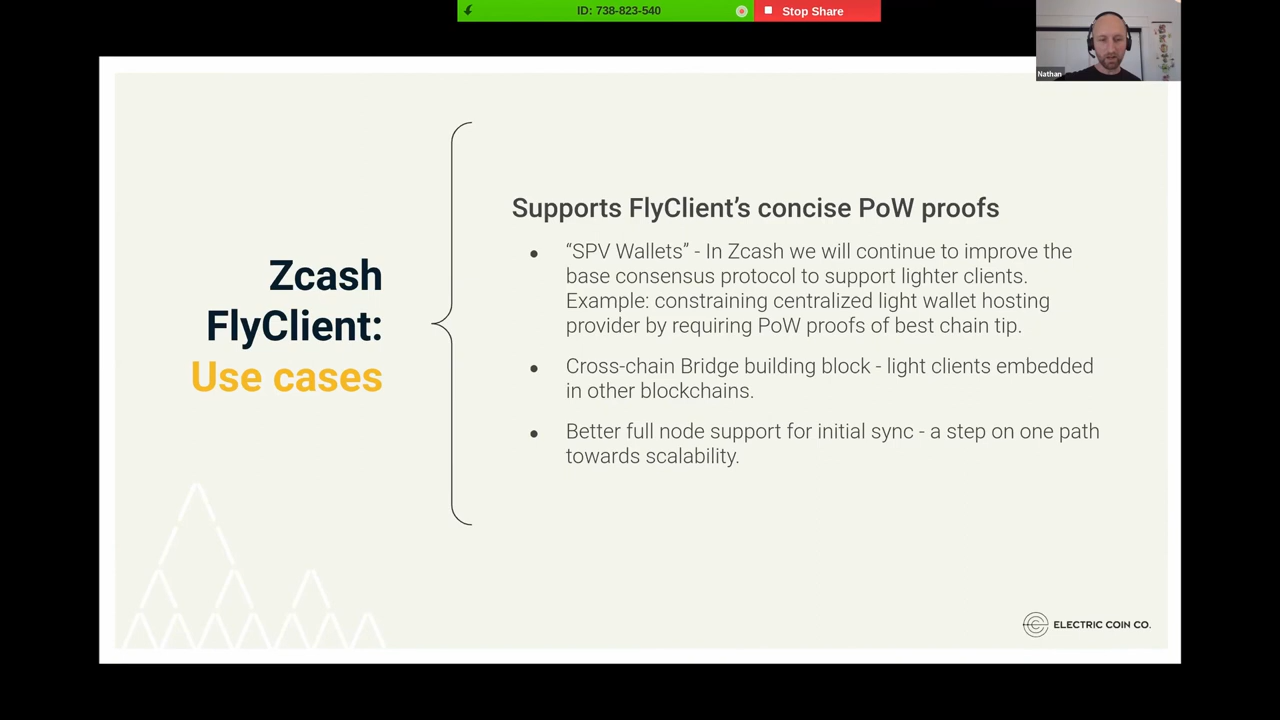 ID: 738-823-540
Stop Share
Nathan
Zcash
FlyClient:
Use cases
Supports FlyClient’s concise PoW proofs
● “SPV Wallets” - In Zcash we will continue to improve the
base consensus protocol to support lighter clients.
Example: constraining centralized light wallet hosting
provider by requiring PoW proofs of best chain tip.
● Cross-chain Bridge building block - light clients embedded
in other blockchains.
● Better full node support for initial sync - a step on one path
towards scalability.
ELECTRIC COIN CO.